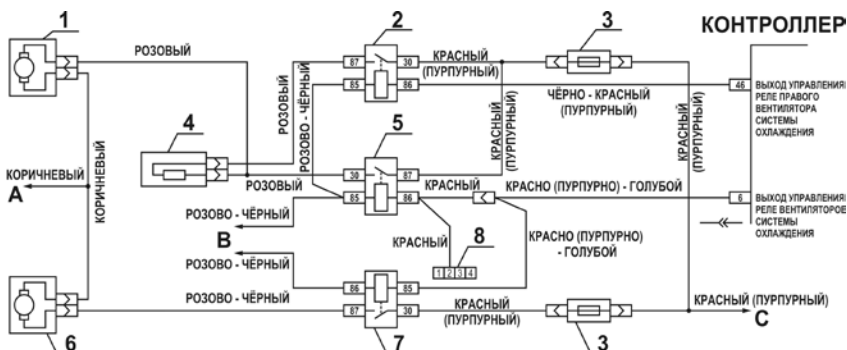 1
2
3
КОНТРОЛЛЕР
РОЗОВЫЙ
87
30
КРАСНЫЙ
(ПУРПУРНЫЙ)
85
86
ЧЁРНО - КРАСНЫЙ
(ПУРПУРНЫЙ)
46
ВЫХОД УПРАВЛЕНИЯ
РЕЛЕ ПРАВОГО
ВЕНТИЛЯТОРА
СИСТЕМЫ
ОХЛАЖДЕНИЯ
РОЗОВЫЙ
РОЗОВО - ЧЁРНЫЙ
КРАСНЫЙ
(ПУРПУРНЫЙ)
КРАСНЫЙ
(ПУРПУРНЫЙ)
4
5
КОРИЧНЕВЫЙ
А
КОРИЧНЕВЫЙ
РОЗОВЫЙ
30
87
85
86
КРАСНЫЙ
КРАСНО (ПУРПУРНО) - ГОЛУБОЙ
6
ВЫХОД УПРАВЛЕНИЯ
РЕЛЕ ВЕНТИЛЯТОРОВ
СИСТЕМЫ
ОХЛАЖДЕНИЯ
РОЗОВО - ЧЁРНЫЙ
В
РОЗОВО - ЧЁРНЫЙ
КРАСНЫЙ
8
1 2 3 4
КРАСНО (ПУРПУРНО)
- ГОЛУБОЙ
86
85
РОЗОВО - ЧЁРНЫЙ
87
30
КРАСНЫЙ
(ПУРПУРНЫЙ)
КРАСНЫЙ (ПУРПУРНЫЙ)
С
6
7
3